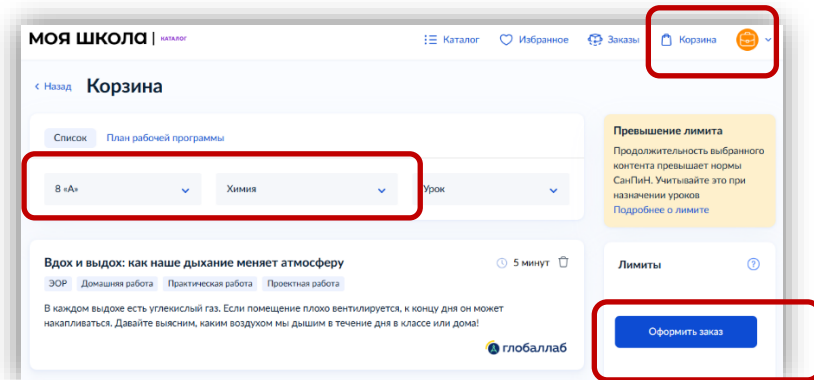 МОЯ ШКОЛА | КАТАЛОГ
Каталог
Избранное
Заказы
Корзина
Назад
Корзина
Список
План рабочей программы
8 «А»
Химия
Урок
Превышение лимита
Продолжительность выбранного
контента превышает нормы
СанПиН. Учитывайте это при
назначении уроков
Подробнее о лимите
Вдох и выдох: как наше дыхание меняет атмосферу
5 минут
ЭОР Домашняя работа Практическая работа Проектная работа
В каждом выдохе есть углекислый газ. Если помещение плохо вентилируется, к концу дня он может
накапливаться. Давайте выясним, каким воздухом мы дышим в течение дня в классе или дома!
глобаллаб
Лимиты
?
Оформить заказ